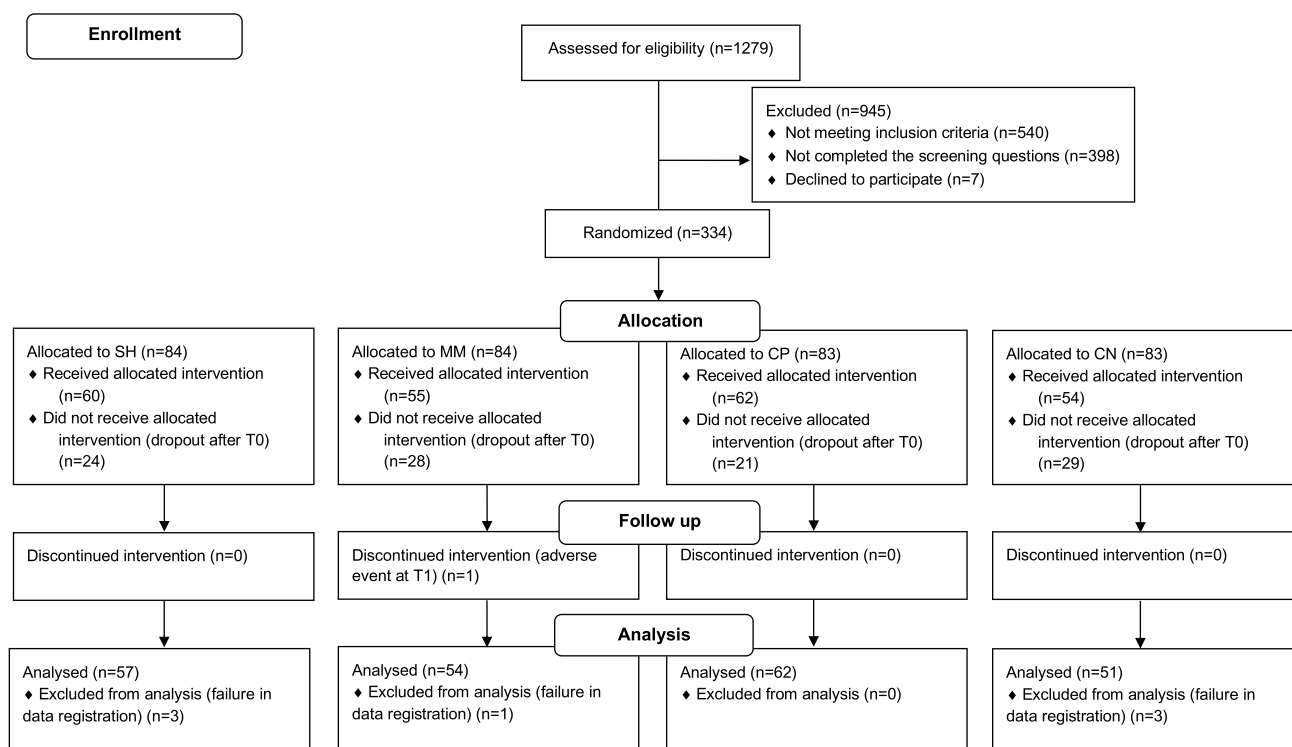 Enrollment
Assessed for eligibility (n=1279)
Excluded (n=945)
♦ Not meeting inclusion criteria (n=540)
♦ Not completed the screening questions (n=398)
♦ Declined to participate (n=7)
Randomized (n=334)
Allocation
Allocated to SH (n=84)
♦ Received allocated intervention
(n=60)
♦ Did not receive allocated
intervention (dropout after T0)
(n=24)
Allocated to MM (n=84)
♦ Received allocated intervention
(n=55)
♦ Did not receive allocated
intervention (dropout after T0)
(n=28)
Allocated to CP (n=83)
♦ Received allocated intervention
(n=62)
♦ Did not receive allocated
intervention (dropout after T0)
(n=21)
Allocated to CN (n=83)
♦ Received allocated intervention
(n=54)
♦ Did not receive allocated
intervention (dropout after T0)
(n=29)
Follow up
Discontinued intervention (n=0)
Discontinued intervention (adverse
event at T1) (n=1)
Discontinued intervention (n=0)
Discontinued intervention (n=0)
Analysis
Analysed (n=57)
♦ Excluded from analysis (failure in
data registration) (n=3)
Analysed (n=54)
♦ Excluded from analysis (failure in
data registration) (n=1)
Analysed (n=62)
♦ Excluded from analysis (n=0)
Analysed (n=51)
♦ Excluded from analysis (failure in
data registration) (n=3)